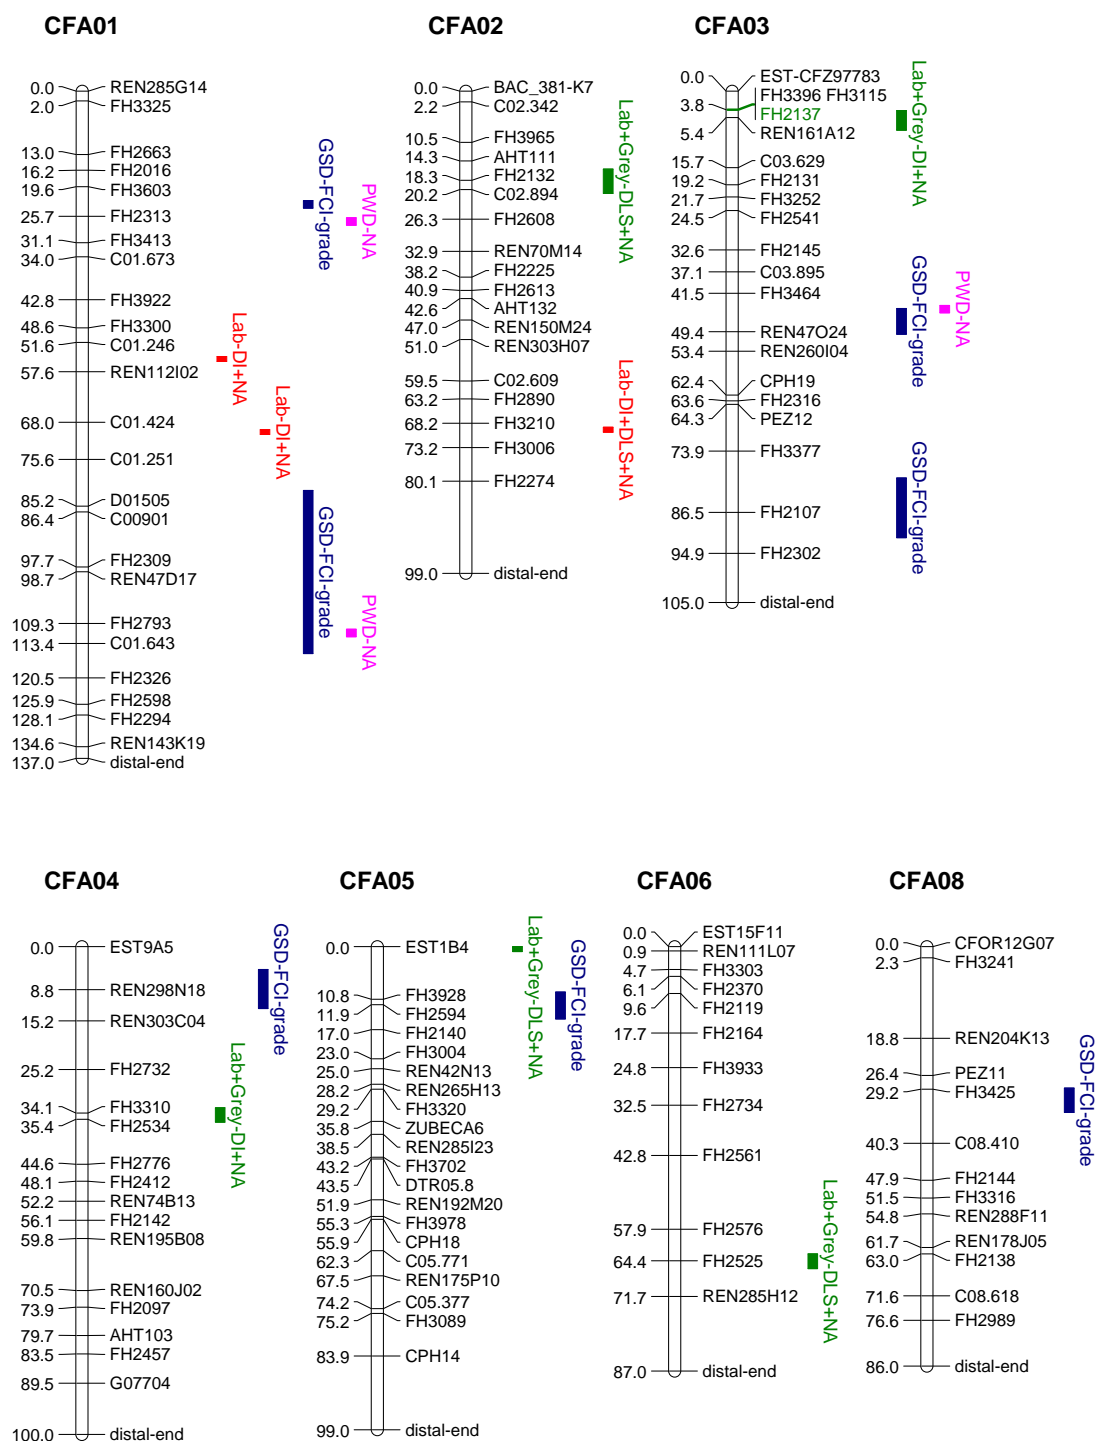 CFA01
0.0 REN285G14
2.0 FH3325
13.0 FH2663
16.2 FH2016
19.6 FH3603
25.7 FH2313
31.1 FH3413
34.0 C01.673
42.8 FH3922
48.6 FH3300
51.6 C01.246
57.6 REN112I02
68.0 C01.424
75.6 C01.251
85.2 D01505
86.4 C00901
97.7 FH2309
98.7 REN47D17
109.3 FH2793
113.4 C01.643
120.5 FH2326
125.9 FH2598
128.1 FH2294
134.6 REN143K19
137.0 distal-end
Lab-DI+NA
Lab-DI+NA
GSD-FCI-grade
GSD-FCI-grade
PWD-NA
PWD-NA
CFA02
0.0 BAC_381-K7
2.2 C02.342
10.5 FH3965
14.3 AHT111
18.3 FH2132
20.2 C02.894
26.3 FH2608
32.9 REN70M14
38.2 FH2225
40.9 FH2613
42.6 AHT132
47.0 REN150M24
51.0 REN303H07
59.5 C02.609
63.2 FH2890
68.2 FH3210
73.2 FH3006
80.1 FH2274
99.0 distal-end
Lab+Grey-DLS+NA
Lab-DI+DLS+NA
CFA03
0.0 EST-CFZ97783
FH3396 FH3115
3.8 FH2137
5.4 REN161A12
15.7 C03.629
19.2 FH2131
21.7 FH3252
24.5 FH2541
32.6 FH2145
37.1 C03.895
41.5 FH3464
49.4 REN47O24
53.4 REN260I04
62.4 CPH19
63.6 FH2316
64.3 PEZ12
73.9 FH3377
86.5 FH2107
94.9 FH2302
105.0 distal-end
Lab+Grey-DI+NA
GSD-FCI-grade
GSD-FCI-grade
PWD-NA
CFA04
0.0 EST9A5
8.8 REN298N18
15.2 REN303C04
25.2 FH2732
34.1 FH3310
35.4 FH2534
44.6 FH2776
48.1 FH2412
52.2 REN74B13
56.1 FH2142
59.8 REN195B08
70.5 REN160J02
73.9 FH2097
79.7 AHT103
83.5 FH2457
89.5 G07704
100.0 distal-end
Lab+Grey-DI+NA
GSD-FCI-grade
CFA05
0.0 EST1B4
10.8 FH3928
11.9 FH2594
17.0 FH2140
23.0 FH3004
25.0 REN42N13
28.2 REN265H13
29.2 FH3320
35.8 ZUBECA6
38.5 REN285I23
43.2 FH3702
43.5 DTR05.8
51.9 REN192M20
55.3 FH3978
55.9 CPH18
62.3 C05.771
67.5 REN175P10
74.2 C05.377
75.2 FH3089
83.9 CPH14
99.0 distal-end
Lab+Grey-DLS+NA
GSD-FCI-grade
CFA06
0.0 EST15F11
0.9 REN111L07
4.7 FH3303
6.1 FH2370
9.6 FH2119
17.7 FH2164
24.8 FH3933
32.5 FH2734
42.8 FH2561
57.9 FH2576
64.4 FH2525
71.7 REN285H12
87.0 distal-end
Lab+Grey-DLS+NA
CFA08
0.0 CFOR12G07
2.3 FH3241
18.8 REN204K13
26.4 PEZ11
29.2 FH3425
40.3 C08.410
47.9 FH2144
51.5 FH3316
54.8 REN288F11
61.7 REN178J05
63.0 FH2138
71.6 C08.618
76.6 FH2989
86.0 distal-end
GSD-FCI-grade